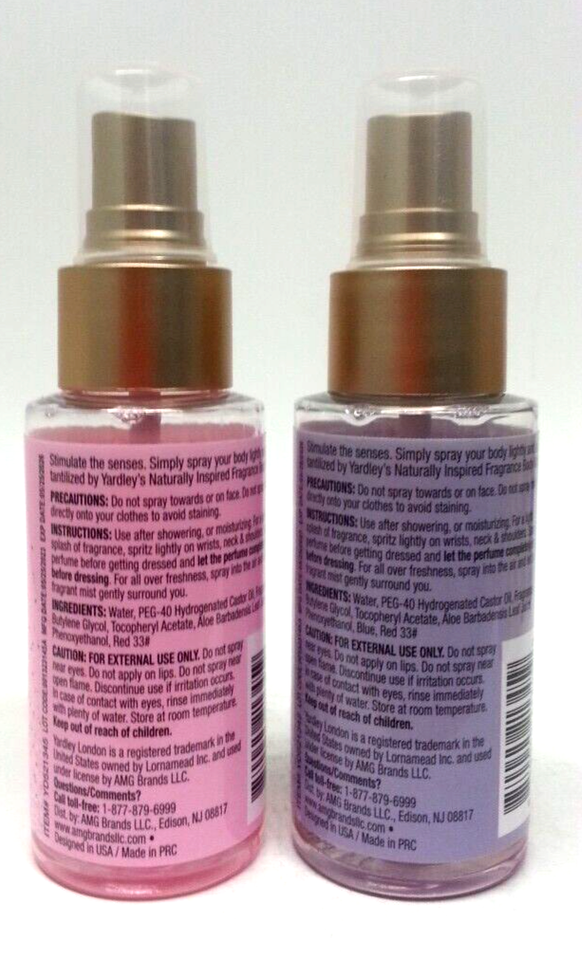 Stimulate the senses. Simply spray your body lightly
tantilized by Yardley's Naturally Inspired Fragrance
PRECAUTIONS: Do not spray towards or on face. Do not
directly onto your clothes to avoid staining.
INSTRUCTIONS: Use after showering, or moisturizing. For a
splash of fragrance, spritz lightly on wrists, neck &
perfume before getting dressed and let the perfume
before dressing. For all over freshness, spray into the air
fragrant mist gently surround you.
INGREDIENTS: Water, PEG-40 Hydrogenated Castor Oil,
Butylene Glycol, Tocopheryl Acetate, Aloe Barbadensis Leaf
Phenoxyethanol, Red 33#
CAUTION: FOR EXTERNAL USE ONLY. Do not spray
near eyes. Do not apply on lips. Do not spray near
open flame. Discontinue use if irritation occurs.
In case of contact with eyes, rinse immediately
with plenty of water. Store at room temperature.
Keep out of reach of children.
Yardley London is a registered trademark in the
United States owned by Lornamead Inc. and used
under license by AMG Brands LLC.
Questions/Comments?
Call toll-free: 1-877-879-6999
Dist. by: AMG Brands LLC., Edison, NJ 08817
www.amgbrandsllc.com •
Designed in USA / Made in PRC
MFG DATE: 01/25/2023 EXP DATE: 01/25/2026
Stimulate the senses. Simply spray your body lightly
tantilized by Yardley's Naturally Inspired Fragrance
PRECAUTIONS: Do not spray towards or on face. Do not
directly onto your clothes to avoid staining.
INSTRUCTIONS: Use after showering, or moisturizing. For a
splash of fragrance, spritz lightly on wrists, neck &
perfume before getting dressed and let the perfume
before dressing. For all over freshness, spray into the air
fragrant mist gently surround you.
INGREDIENTS: Water, PEG-40 Hydrogenated Castor Oil,
Butylene Glycol, Tocopheryl Acetate, Aloe Barbadensis Leaf
Phenoxyethanol, Blue, Red 33#
CAUTION: FOR EXTERNAL USE ONLY. Do not spray
near eyes. Do not apply on lips. Do not spray near
open flame. Discontinue use if irritation occurs.
In case of contact with eyes, rinse immediately
with plenty of water. Store at room temperature.
Keep out of reach of children.
Yardley London is a registered trademark in the
United States owned by Lornamead Inc. and used
under license by AMG Brands LLC.
Questions/Comments?
Call toll-free: 1-877-879-6999
Dist. by: AMG Brands LLC., Edison, NJ 08817
www.amgbrandsllc.com •
Designed in USA / Made in PRC